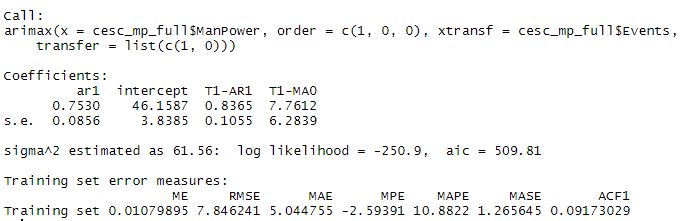 Call:
arimax(x = cesc_mp_full$ManPower, order = c(1, 0, 0), xtransf = cesc_mp_full$Events,
    transfer = list(c(1, 0)))
Coefficients:
         ar1  intercept  T1-AR1  T1-MA0
      0.7530    46.1587  0.8365  7.7612
s.e.  0.0856     3.8385  0.1055  6.2839
sigma^2 estimated as 61.56:  log likelihood = -250.9,  aic = 509.81
Training set error measures:
                     ME     RMSE      MAE      MPE    MAPE     MASE       ACF1
Training set 0.01079895 7.846241 5.044755 -2.59391 10.8822 1.265645 0.09173029